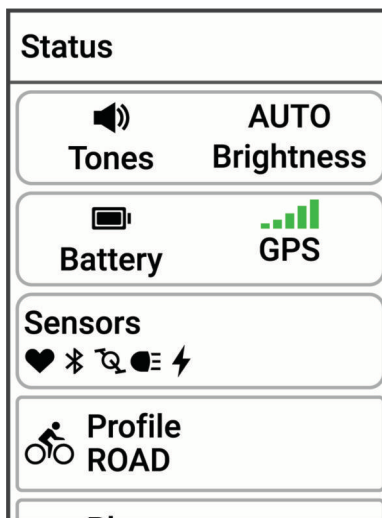 Status
AUTO
Tones Brightness
Battery GPS
Sensors
Profile
ROAD